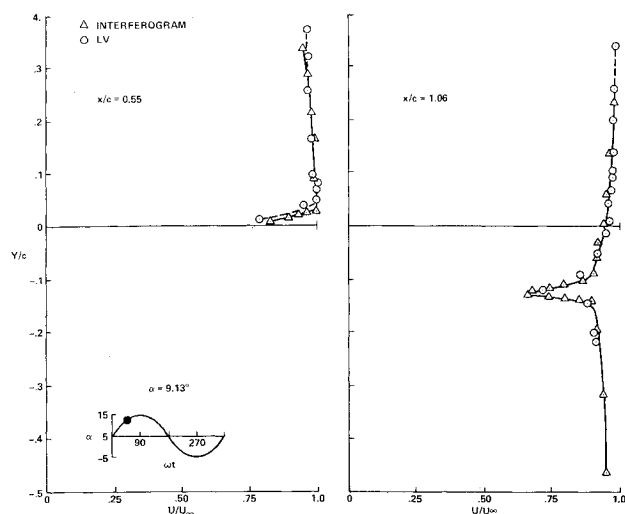 △ INTERFEROGRAM
○ LV
x/c = 0.55
x/c = 1.06
Y/c
.4
.3
.2
.1
0
-.1
-.2
-.3
-.4
-.5
α = 9.13°
α
15
5
-5
90
270
ωt
0 .25 .50 .75 1.0
U/U∞
0 .25 .50 .75 1.0
U/U∞